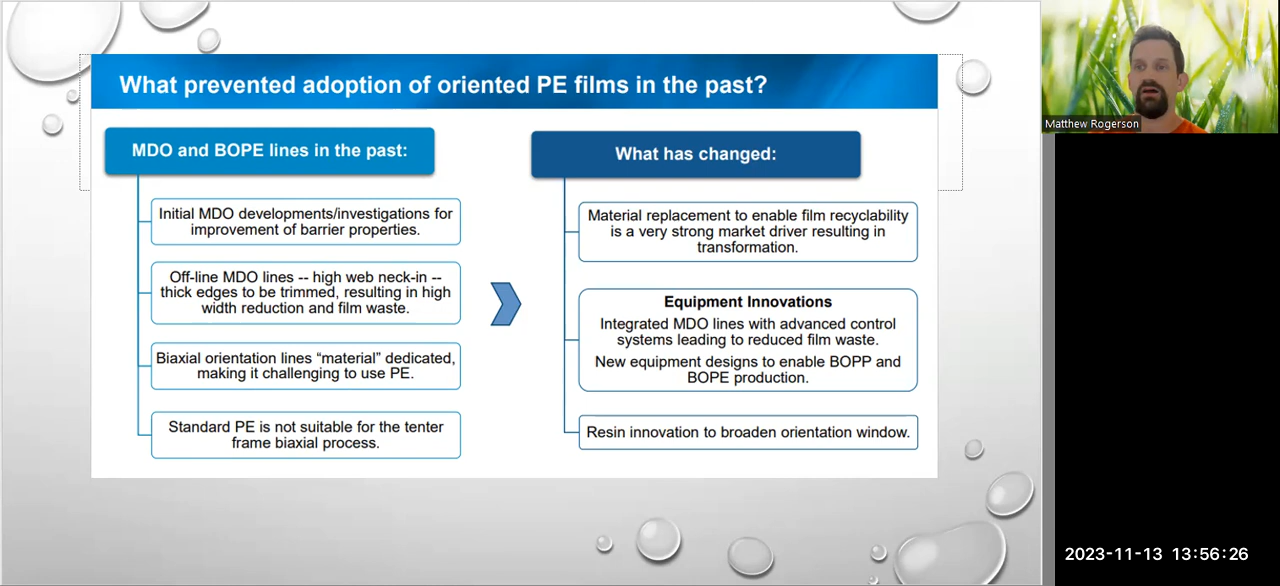 What prevented adoption of oriented PE films in the past?
MDO and BOPE lines in the past:
Initial MDO developments/investigations for
improvement of barrier properties.
Off-line MDO lines -- high web neck-in --
thick edges to be trimmed, resulting in high
width reduction and film waste.
Biaxial orientation lines “material” dedicated,
making it challenging to use PE.
Standard PE is not suitable for the tenter
frame biaxial process.
What has changed:
Material replacement to enable film recyclability
is a very strong market driver resulting in
transformation.
Equipment Innovations
Integrated MDO lines with advanced control
systems leading to reduced film waste.
New equipment designs to enable BOPP and
BOPE production.
Resin innovation to broaden orientation window.
Matthew Rogerson
2023-11-13 13:56:26